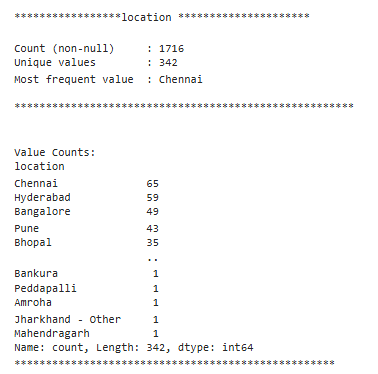 *****************location *********************
Count (non-null)     : 1716
Unique values        : 342
Most frequent value  : Chennai
******************************************************
Value Counts:
location
Chennai              65
Hyderabad            59
Bangalore            49
Pune                 43
Bhopal               35
                     ..
Bankura               1
Peddapalli            1
Amroha                1
Jharkhand - Other     1
Mahendragarh          1
Name: count, Length: 342, dtype: int64
***************************************************